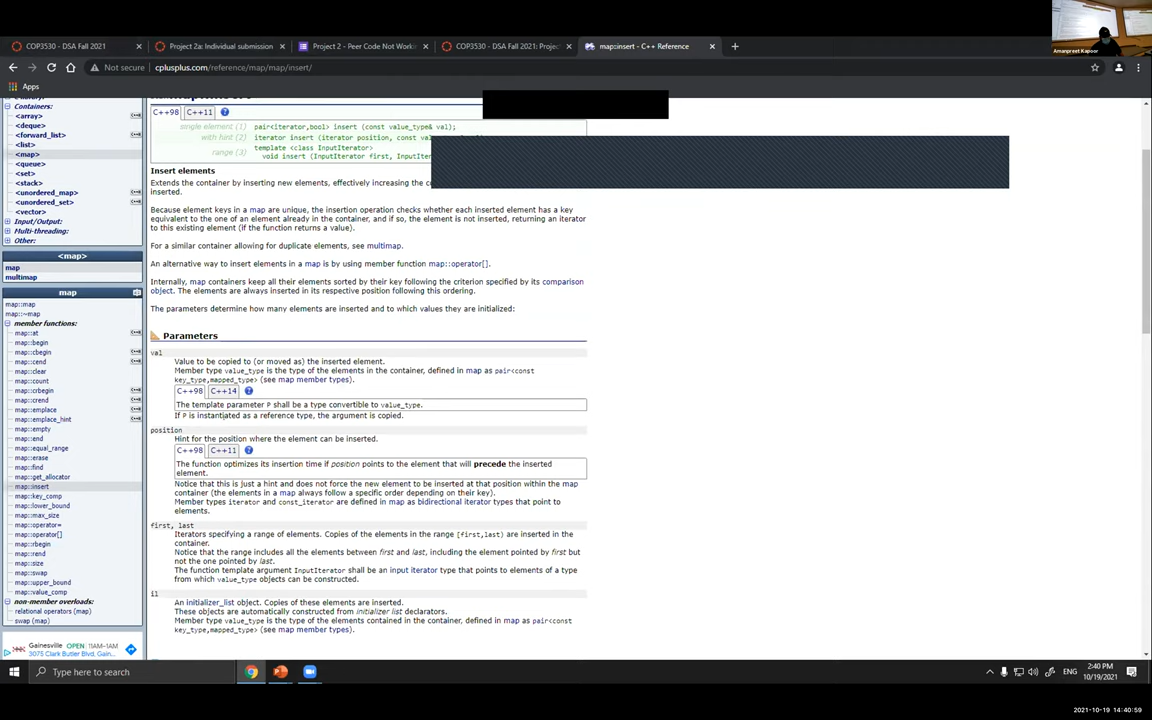 COP3530 - DSA Fall 2021
Project 2a: Individual submission
Project 2 - Peer Code Not Workin
COP3530 - DSA Fall 2021: Projec
map::insert - C++ Reference
Amanpreet Kapoor
Not secure
cplusplus.com/reference/map/map/insert/
Apps
Containers:
<array>
<deque>
<forward_list>
<list>
<map>
<queue>
<set>
<stack>
<unordered_map>
<unordered_set>
<vector>
Input/Output:
Multi-threading:
Other:
<map>
map
multimap
map
map::map
map::~map
member functions:
map::at
map::begin
map::cbegin
map::cend
map::clear
map::count
map::crbegin
map::crend
map::emplace
map::emplace_hint
map::empty
map::end
map::equal_range
map::erase
map::find
map::get_allocator
map::insert
map::key_comp
map::lower_bound
map::max_size
map::operator=
map::operator[]
map::rbegin
map::rend
map::size
map::swap
map::upper_bound
map::value_comp
non-member overloads:
relational operators (map)
swap (map)
Gainesville OPEN 11AM–1AM
3075 Clark Butler Blvd, Gain...
C++98 C++11
single element (1) pair<iterator,bool> insert (const value_type& val);
with hint (2) iterator insert (iterator position, const val
range (3) template <class InputIterator>
void insert (InputIterator first, InputIter
Insert elements
Extends the container by inserting new elements, effectively increasing the c
inserted.
Because element keys in a map are unique, the insertion operation checks whether each inserted element has a key
equivalent to the one of an element already in the container, and if so, the element is not inserted, returning an iterator
to this existing element (if the function returns a value).
For a similar container allowing for duplicate elements, see multimap.
An alternative way to insert elements in a map is by using member function map::operator[].
Internally, map containers keep all their elements sorted by their key following the criterion specified by its comparison
object. The elements are always inserted in its respective position following this ordering.
The parameters determine how many elements are inserted and to which values they are initialized:
Parameters
val
Value to be copied to (or moved as) the inserted element.
Member type value_type is the type of the elements in the container, defined in map as pair<const
key_type,mapped_type> (see map member types).
C++98 C++14
The template parameter P shall be a type convertible to value_type.
If P is instantiated as a reference type, the argument is copied.
position
Hint for the position where the element can be inserted.
C++98 C++11
The function optimizes its insertion time if position points to the element that will precede the inserted
element.
Notice that this is just a hint and does not force the new element to be inserted at that position within the map
container (the elements in a map always follow a specific order depending on their key).
Member types iterator and const_iterator are defined in map as bidirectional iterator types that point to
elements.
first, last
Iterators specifying a range of elements. Copies of the elements in the range [first,last) are inserted in the
container.
Notice that the range includes all the elements between first and last, including the element pointed by first but
not the one pointed by last.
The function template argument InputIterator shall be an input iterator type that points to elements of a type
from which value_type objects can be constructed.
il
An initializer_list object. Copies of these elements are inserted.
These objects are automatically constructed from initializer list declarators.
Member type value_type is the type of the elements contained in the container, defined in map as pair<const
key_type,mapped_type> (see map member types).
Type here to search
ENG
2:40 PM
10/19/2021
2021-10-19 14:40:59